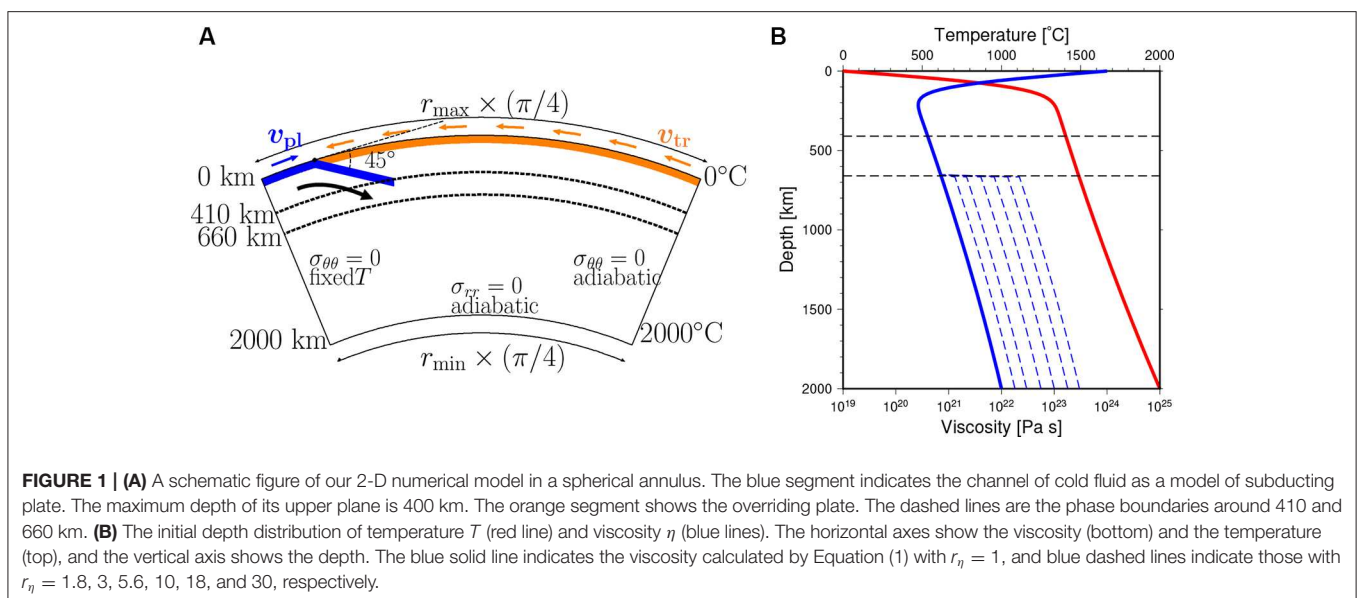 A
r_max × (π/4)
v_pl
v_tr
45°
0 km
0°C
410 km
660 km
σ_θθ = 0
fixedT
σ_θθ = 0
adiabatic
σ_rr = 0
adiabatic
2000 km
2000°C
r_min × (π/4)
B
Temperature [°C]
0 500 1000 1500 2000
0
500
1000
1500
2000
Depth [km]
10^19 10^20 10^21 10^22 10^23 10^24 10^25
Viscosity [Pa s]
FIGURE 1 | (A) A schematic figure of our 2-D numerical model in a spherical annulus. The blue segment indicates the channel of cold fluid as a model of subducting
plate. The maximum depth of its upper plane is 400 km. The orange segment shows the overriding plate. The dashed lines are the phase boundaries around 410 and
660 km. (B) The initial depth distribution of temperature T (red line) and viscosity η (blue lines). The horizontal axes show the viscosity (bottom) and the temperature
(top), and the vertical axis shows the depth. The blue solid line indicates the viscosity calculated by Equation (1) with r_η = 1, and blue dashed lines indicate those with
r_η = 1.8, 3, 5.6, 10, 18, and 30, respectively.